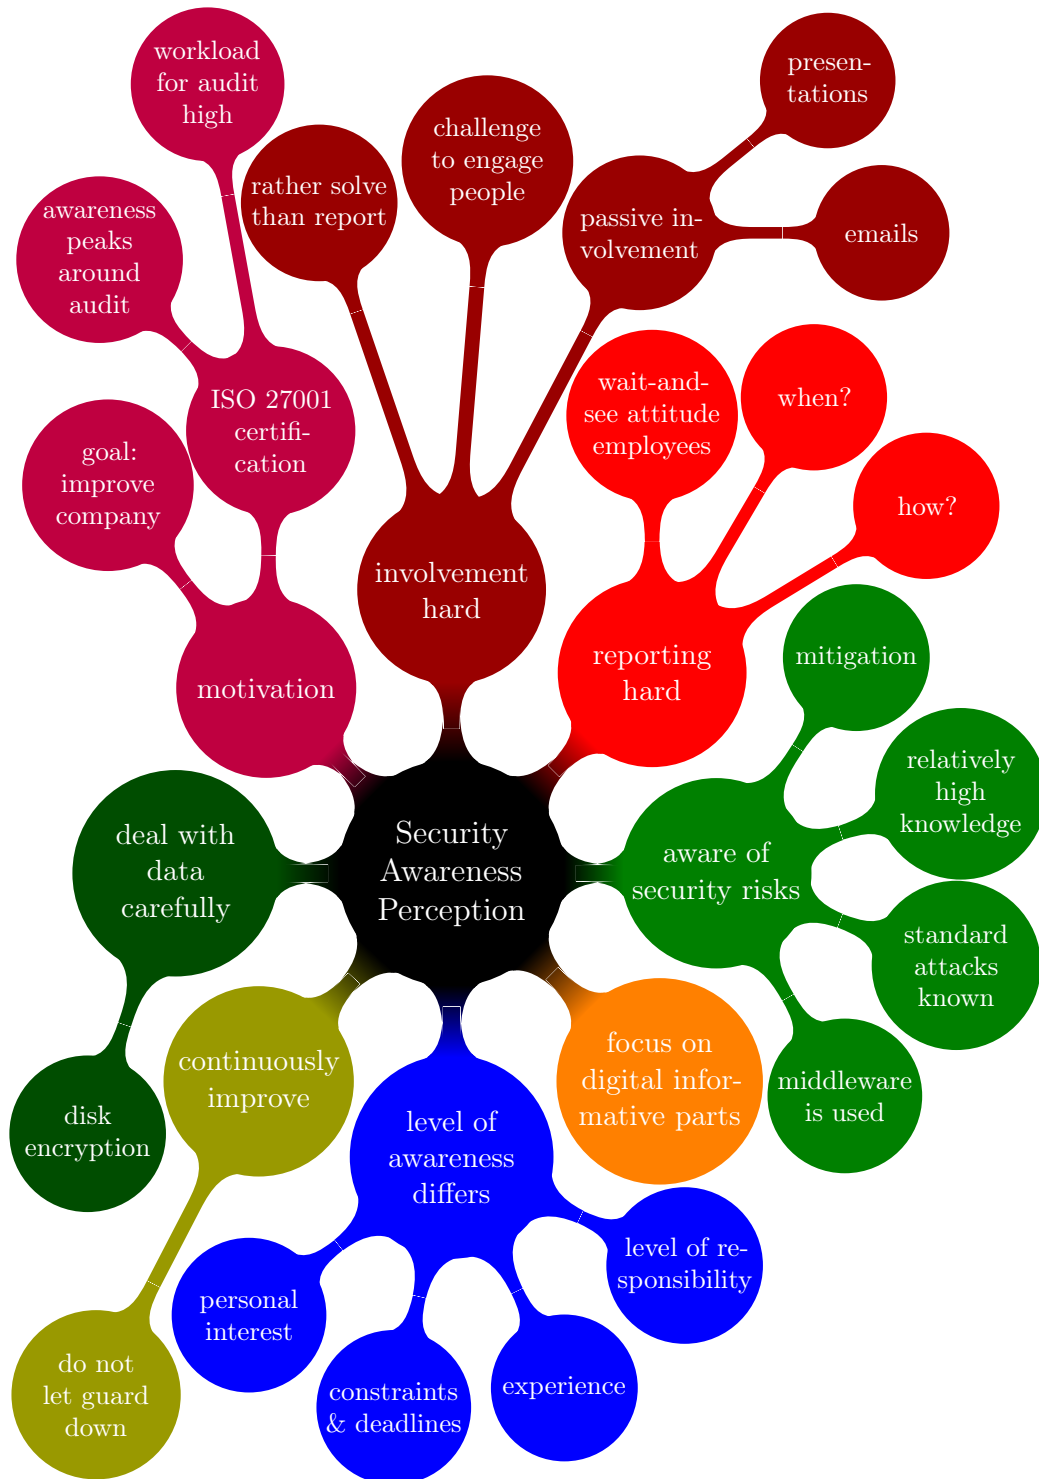 workload
for audit
high
presen-
tations
challenge
to engage
people
rather solve
than report
awareness
peaks
around
audit
passive in-
volvement
emails
ISO 27001
certifi-
cation
wait-and-
see attitude
employees
when?
goal:
improve
company
how?
involvement
hard
reporting
hard
mitigation
motivation
relatively
high
knowledge
deal with
data
carefully
Security
Awareness
Perception
aware of
security risks
standard
attacks
known
continuously
improve
focus on
digital infor-
mative parts
middleware
is used
disk
encryption
level of
awareness
differs
level of re-
sponsibility
personal
interest
do not
let guard
down
constraints
& deadlines
experience